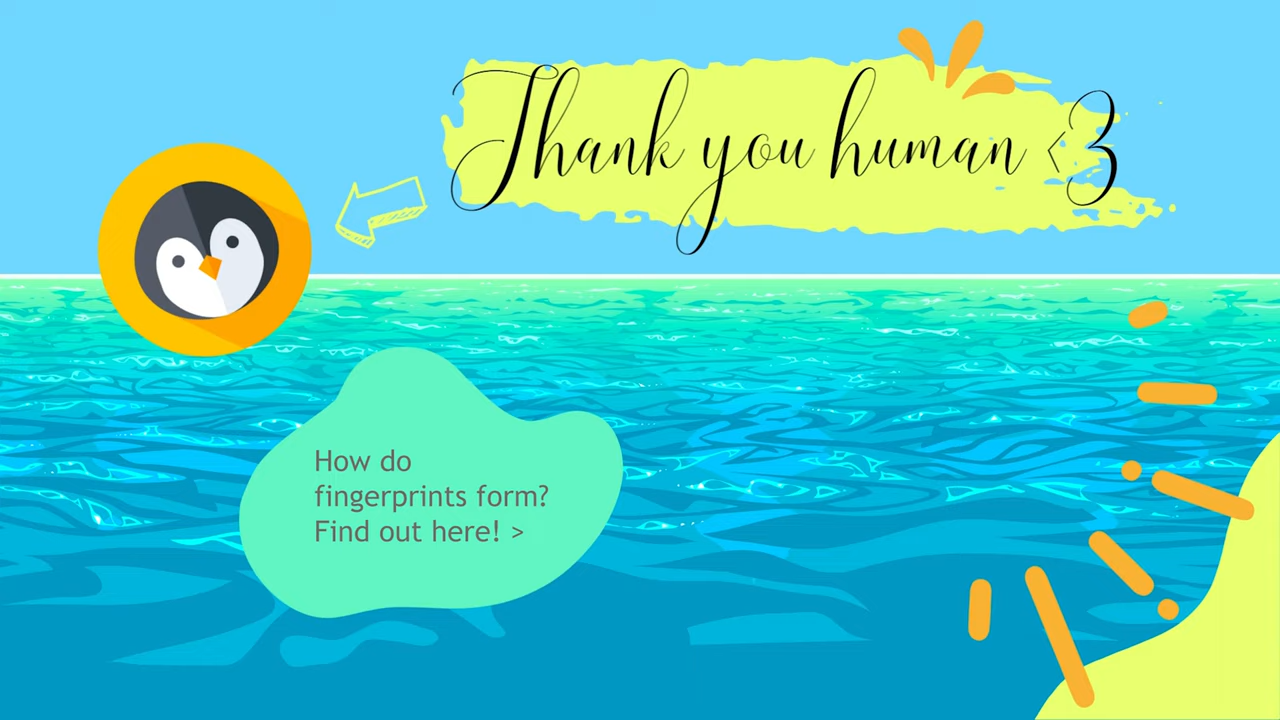 Thank you human <3
How do
fingerprints form?
Find out here! >